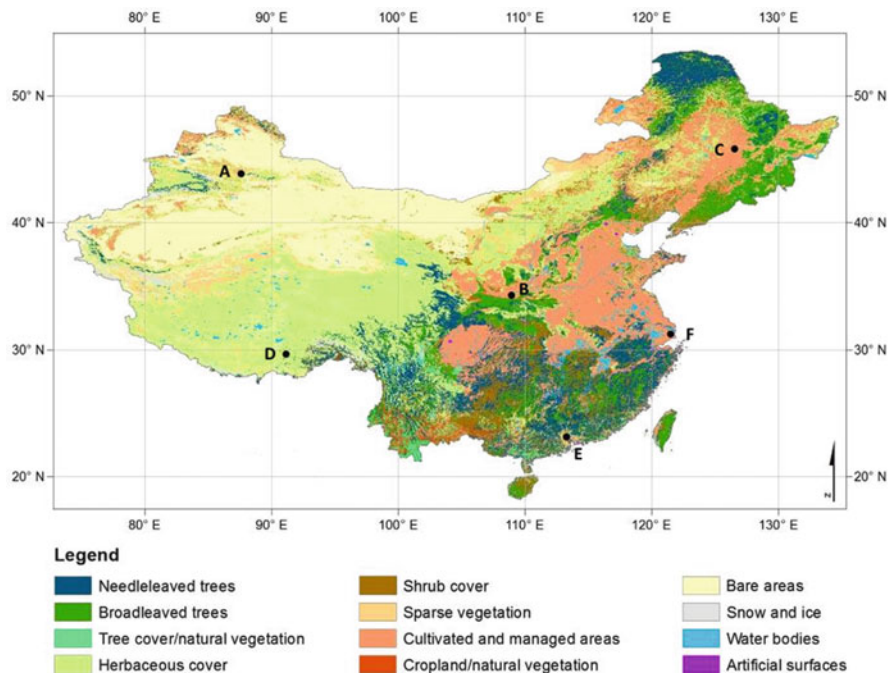 80° E 90° E 100° E 110° E 120° E 130° E
50° N 50° N
C
A
40° N 40° N
B
F
30° N D 30° N
E
20° N 20° N
N
80° E 90° E 100° E 110° E 120° E 130° E
Legend
Needleleaved trees Shrub cover Bare areas
Broadleaved trees Sparse vegetation Snow and ice
Tree cover/natural vegetation Cultivated and managed areas Water bodies
Herbaceous cover Cropland/natural vegetation Artificial surfaces